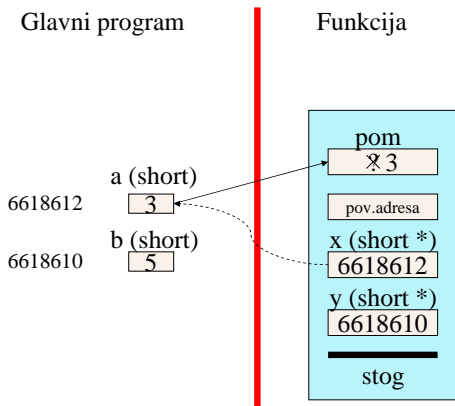 Glavni program
Funkcija
a (short)
6618612
3
b (short)
6618610
5
pom
? 3
pov.adresa
x (short *)
6618612
y (short *)
6618610
stog